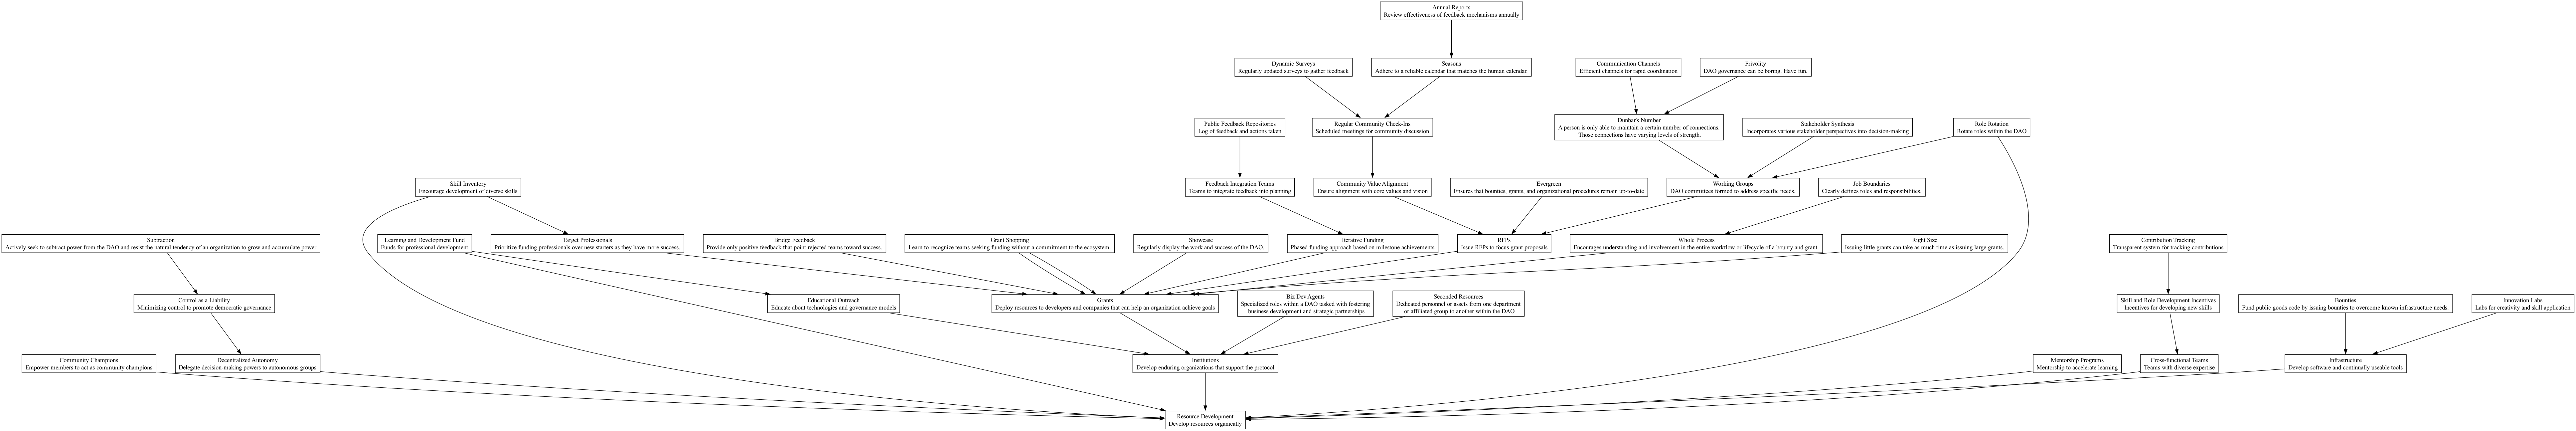 Annual Reports
Review effectiveness of feedback mechanisms annually
Dynamic Surveys
Regularly updated surveys to gather feedback
Seasons
Adhere to a reliable calendar that matches the human calendar.
Communication Channels
Efficient channels for rapid coordination
Frivolity
DAO governance can be boring. Have fun.
Public Feedback Repositories
Log of feedback and actions taken
Regular Community Check-Ins
Scheduled meetings for community discussion
Dunbar's Number
A person is only able to maintain a certain number of connections.
Those connections have varying levels of strength.
Stakeholder Synthesis
Incorporates various stakeholder perspectives into decision-making
Role Rotation
Rotate roles within the DAO
Skill Inventory
Encourage development of diverse skills
Feedback Integration Teams
Teams to integrate feedback into planning
Community Value Alignment
Ensure alignment with core values and vision
Evergreen
Ensures that bounties, grants, and organizational procedures remain up-to-date
Working Groups
DAO committees formed to address specific needs.
Job Boundaries
Clearly defines roles and responsibilities.
Subtraction
Actively seek to subtract power from the DAO and resist the natural tendency of an organization to grow and accumulate power
Learning and Development Fund
Funds for professional development
Target Professionals
Prioritize funding professionals over new starters as they have more success.
Bridge Feedback
Provide only positive feedback that point rejected teams toward success.
Grant Shopping
Learn to recognize teams seeking funding without a commitment to the ecosystem.
Showcase
Regularly display the work and success of the DAO.
Iterative Funding
Phased funding approach based on milestone achievements
RFPs
Issue RFPs to focus grant proposals
Whole Process
Encourages understanding and involvement in the entire workflow or lifecycle of a bounty and grant.
Right Size
Issuing little grants can take as much time as issuing large grants.
Contribution Tracking
Transparent system for tracking contributions
Control as a Liability
Minimizing control to promote democratic governance
Educational Outreach
Educate about technologies and governance models
Grants
Deploy resources to developers and companies that can help an organization achieve goals
Biz Dev Agents
Specialized roles within a DAO tasked with fostering
business development and strategic partnerships
Seconded Resources
Dedicated personnel or assets from one department
or affiliated group to another within the DAO
Skill and Role Development Incentives
Incentives for developing new skills
Bounties
Fund public goods code by issuing bounties to overcome known infrastructure needs.
Innovation Labs
Labs for creativity and skill application
Community Champions
Empower members to act as community champions
Decentralized Autonomy
Delegate decision-making powers to autonomous groups
Institutions
Develop enduring organizations that support the protocol
Mentorship Programs
Mentorship to accelerate learning
Cross-functional Teams
Teams with diverse expertise
Infrastructure
Develop software and continually useable tools
Resource Development
Develop resources organically